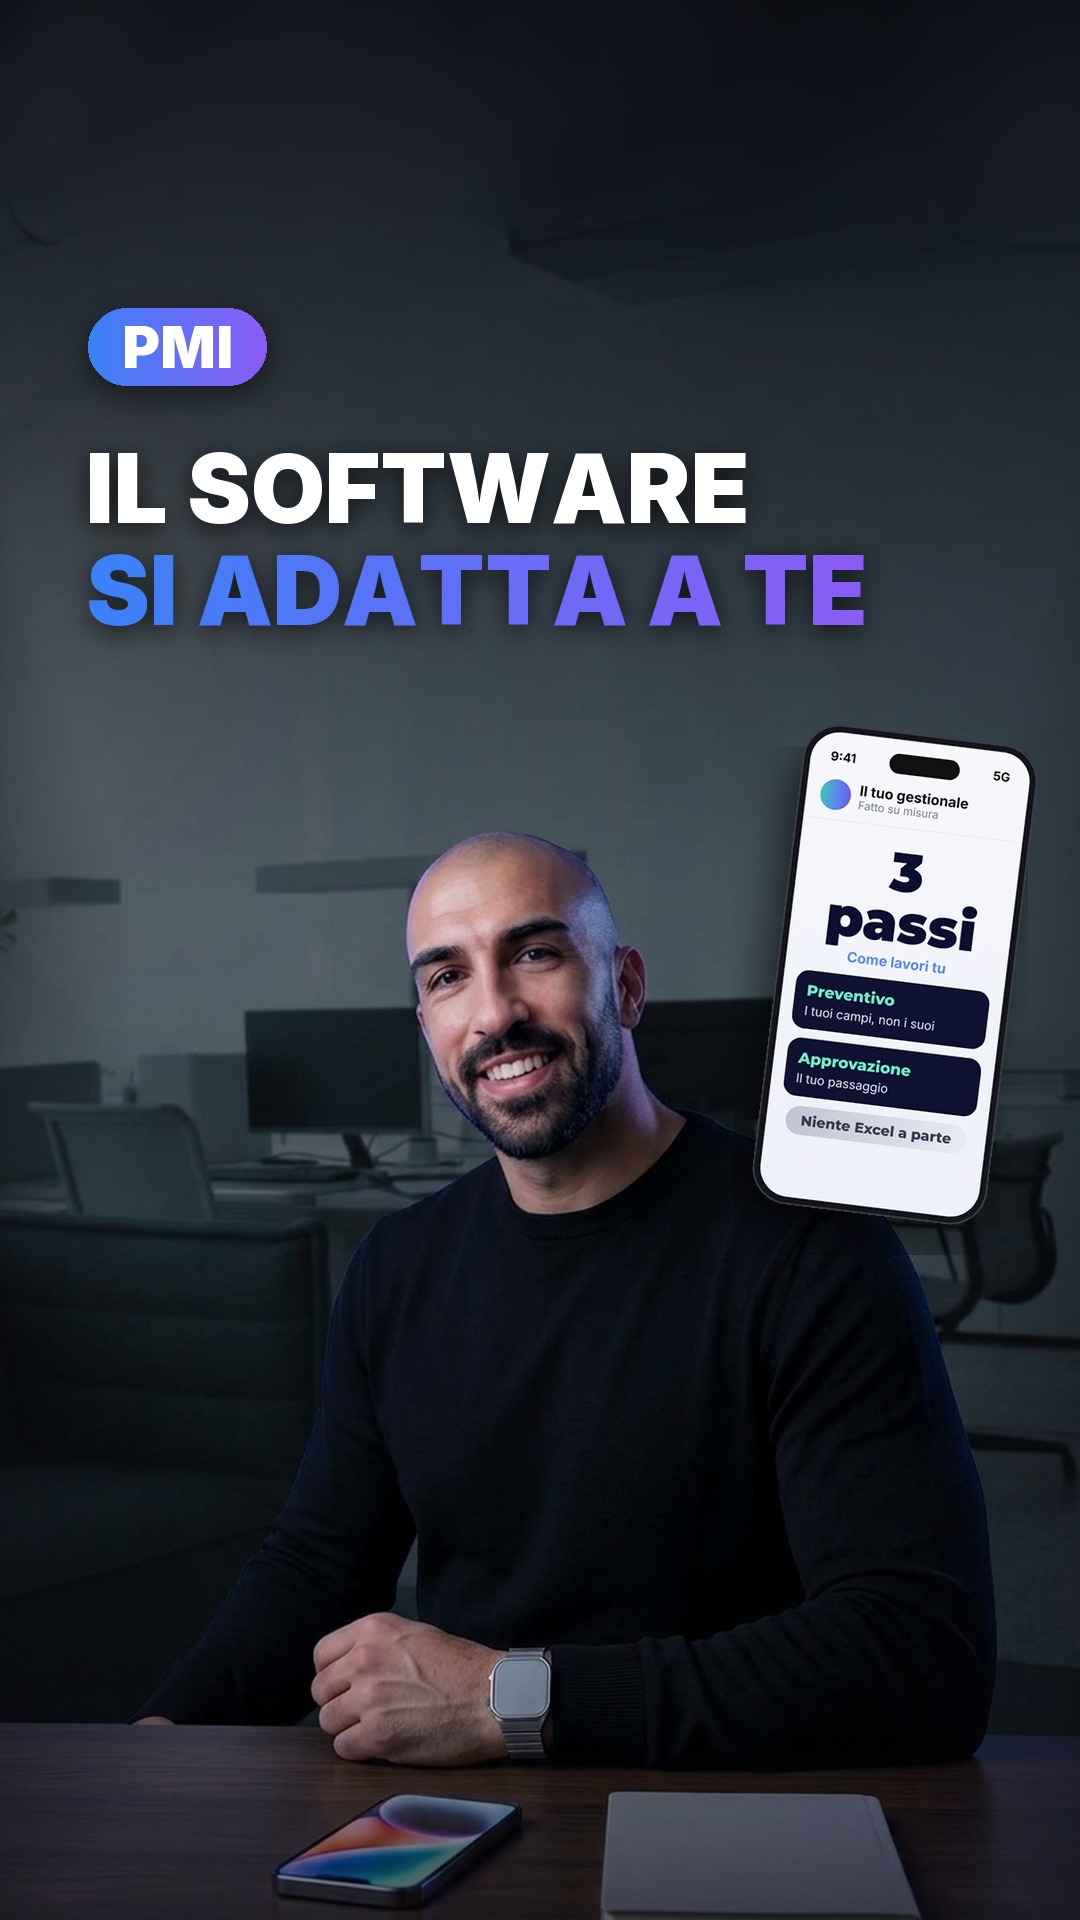 PMI
IL SOFTWARE
SI ADATTA A TE
9:41
5G
Il tuo gestionale
Fatto su misura
3
passi
Come lavori tu
Preventivo
I tuoi campi, non i suoi
Approvazione
Il tuo passaggio
Niente Excel a parte